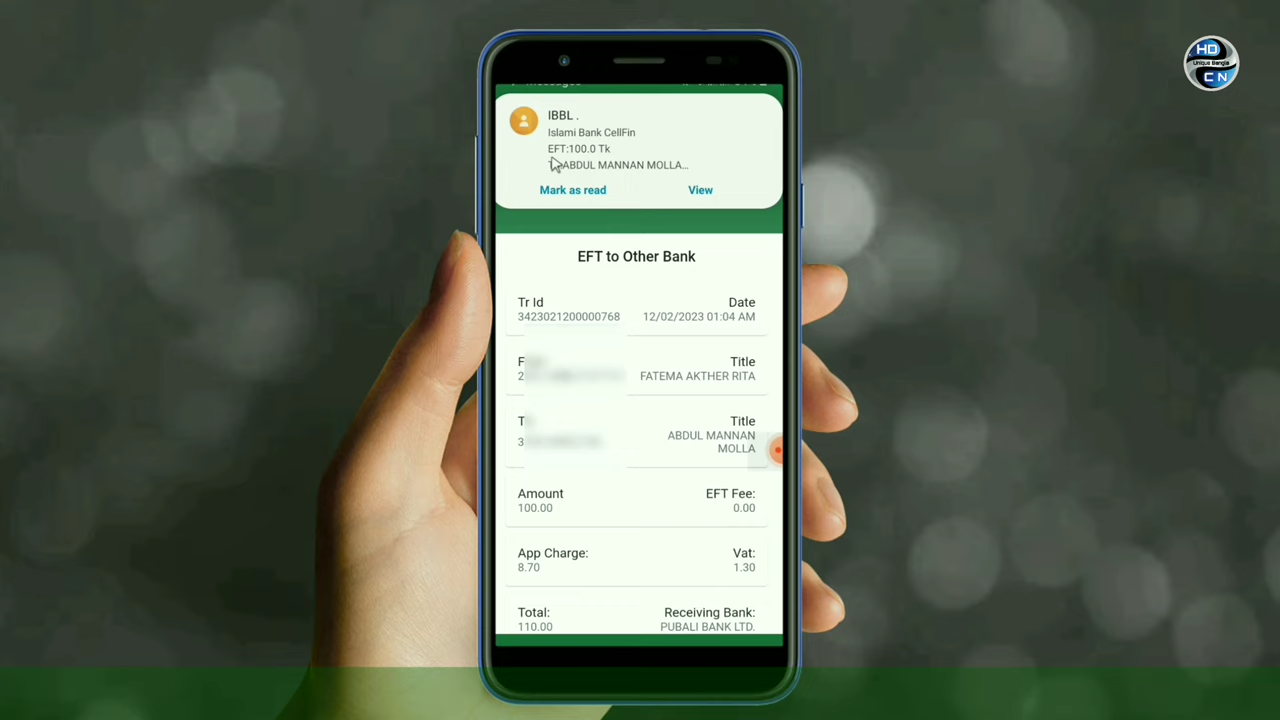 HD
Unique Bangla
CN
IBBL .
Islami Bank CellFin
EFT:100.0 Tk
ABDUL MANNAN MOLLA...
Mark as read
View
EFT to Other Bank
Tr Id
Date
3423021200000768
12/02/2023 01:04 AM
Title
FATEMA AKTHER RITA
Title
ABDUL MANNAN
MOLLA
Amount
EFT Fee:
100.00
0.00
App Charge:
Vat:
8.70
1.30
Total:
Receiving Bank:
110.00
PUBALI BANK LTD.